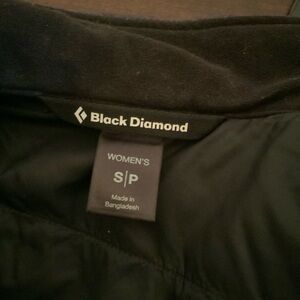 Black Diamond
WOMEN'S
S|P
Made in
Bangladesh